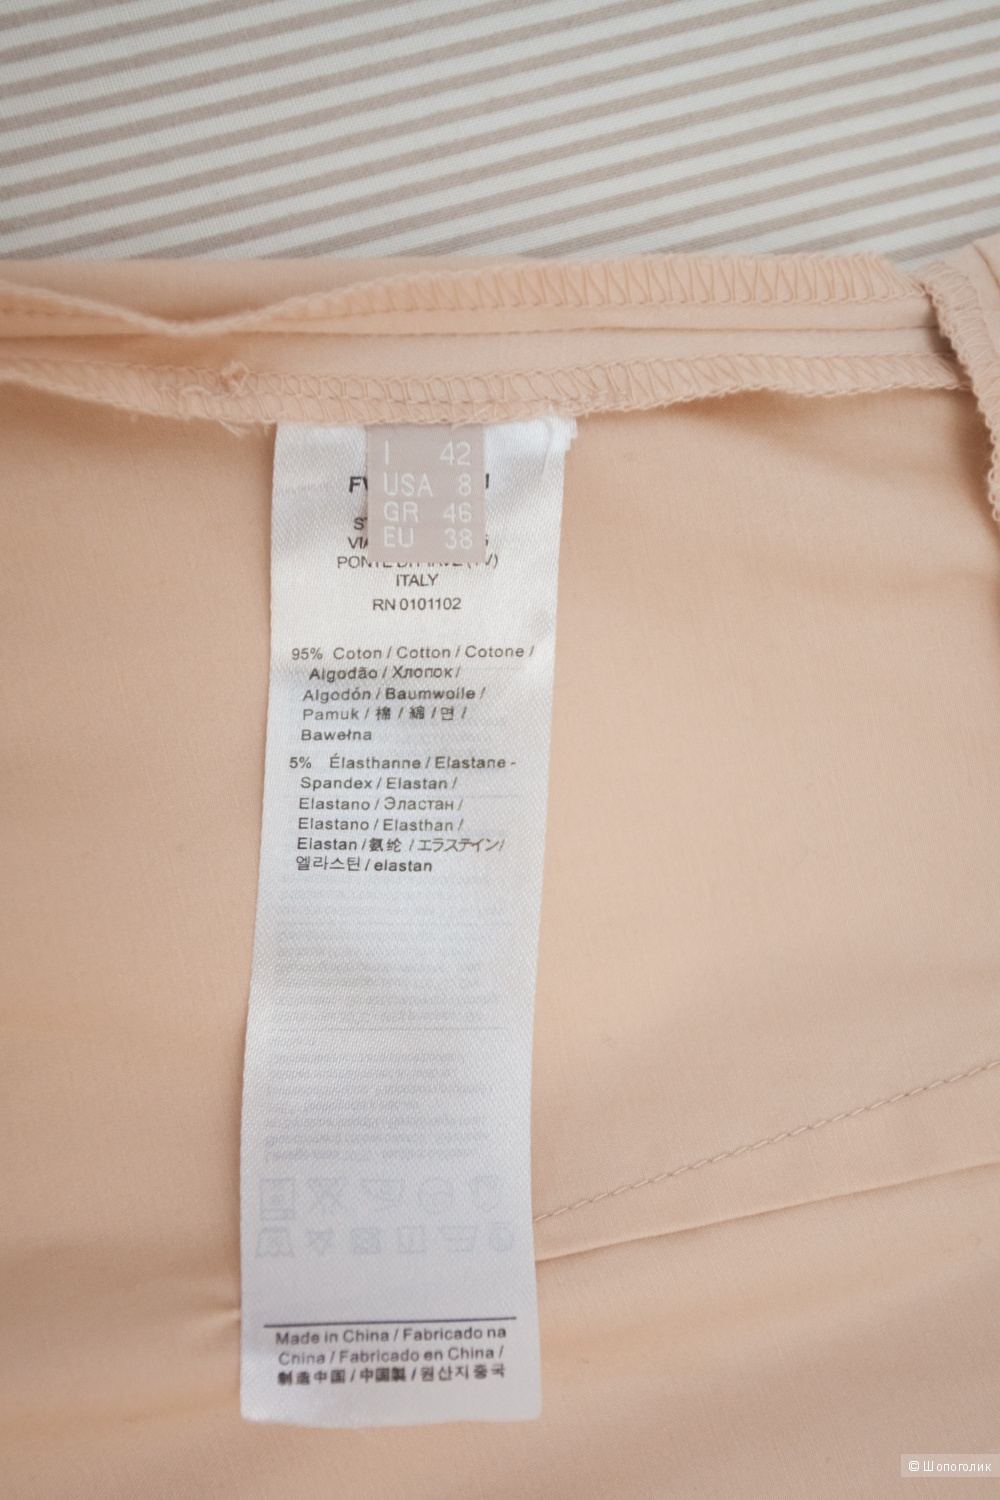 I 42
USA 8
GR 46
EU 38
ITALY
RN 0101102
95% Coton / Cotton / Cotone /
Algodão / Хлопок /
Algodón / Baumwolle /
Pamuk / 棉 / 綿 / 면 /
Bawełna
5% Élasthanne / Elastane -
Spandex / Elastan /
Elastano / Эластан /
Elastano / Elasthan /
Elastan / 氨纶 / エラステイン/
엘라스틴 / elastan
Made in China / Fabricado na
China / Fabricado en China /
制造中国 / 中国製 / 원산지중국
© Шопоголик